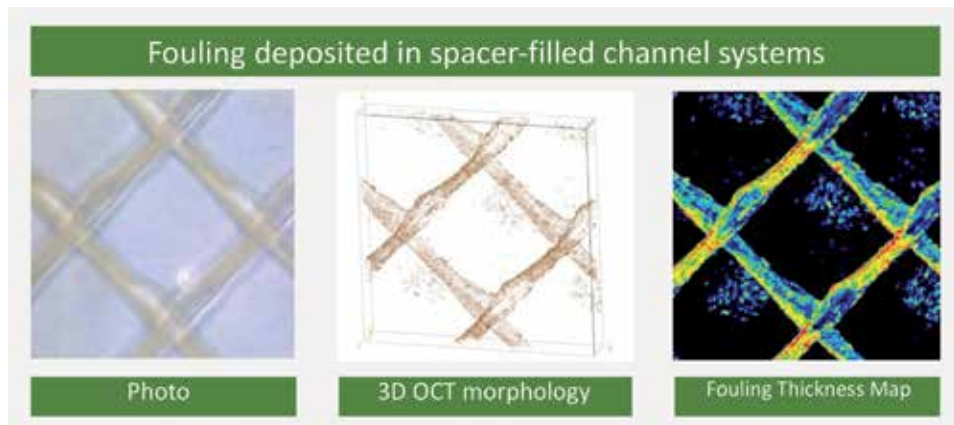 Fouling deposited in spacer-filled channel systems
Photo
3D OCT morphology
Fouling Thickness Map